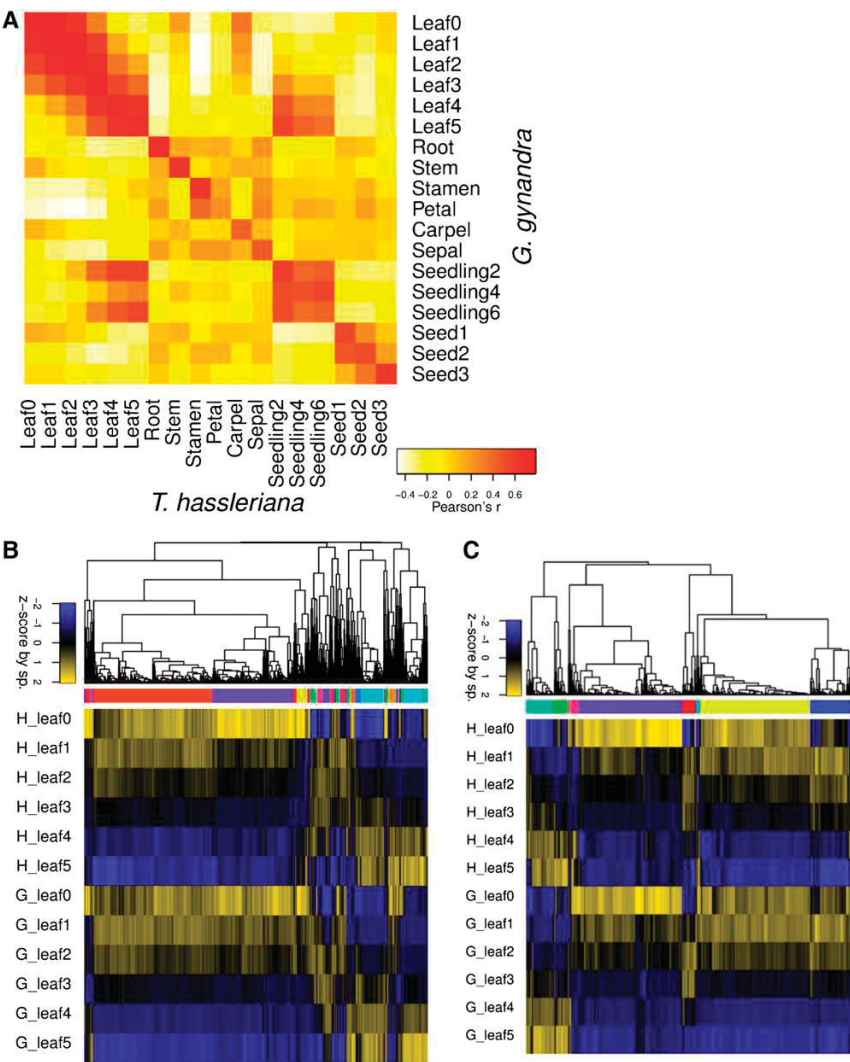 A
Leaf0
Leaf1
Leaf2
Leaf3
Leaf4
Leaf5
Root
Stem
Stamen
Petal
Carpel
Sepal
Seedling2
Seedling4
Seedling6
Seed1
Seed2
Seed3
G. gynandra
Leaf0
Leaf1
Leaf2
Leaf3
Leaf4
Leaf5
Root
Stem
Stamen
Petal
Carpel
Sepal
Seedling2
Seedling4
Seedling6
Seed1
Seed2
Seed3
T. hassleriana
−0.4 −0.2 0 0.2 0.4 0.6
Pearson's r
B
-2 -1 0 1 2
z-score by sp.
H_leaf0
H_leaf1
H_leaf2
H_leaf3
H_leaf4
H_leaf5
G_leaf0
G_leaf1
G_leaf2
G_leaf3
G_leaf4
G_leaf5
C
-2 -1 0 1 2
z-score by sp.
H_leaf0
H_leaf1
H_leaf2
H_leaf3
H_leaf4
H_leaf5
G_leaf0
G_leaf1
G_leaf2
G_leaf3
G_leaf4
G_leaf5